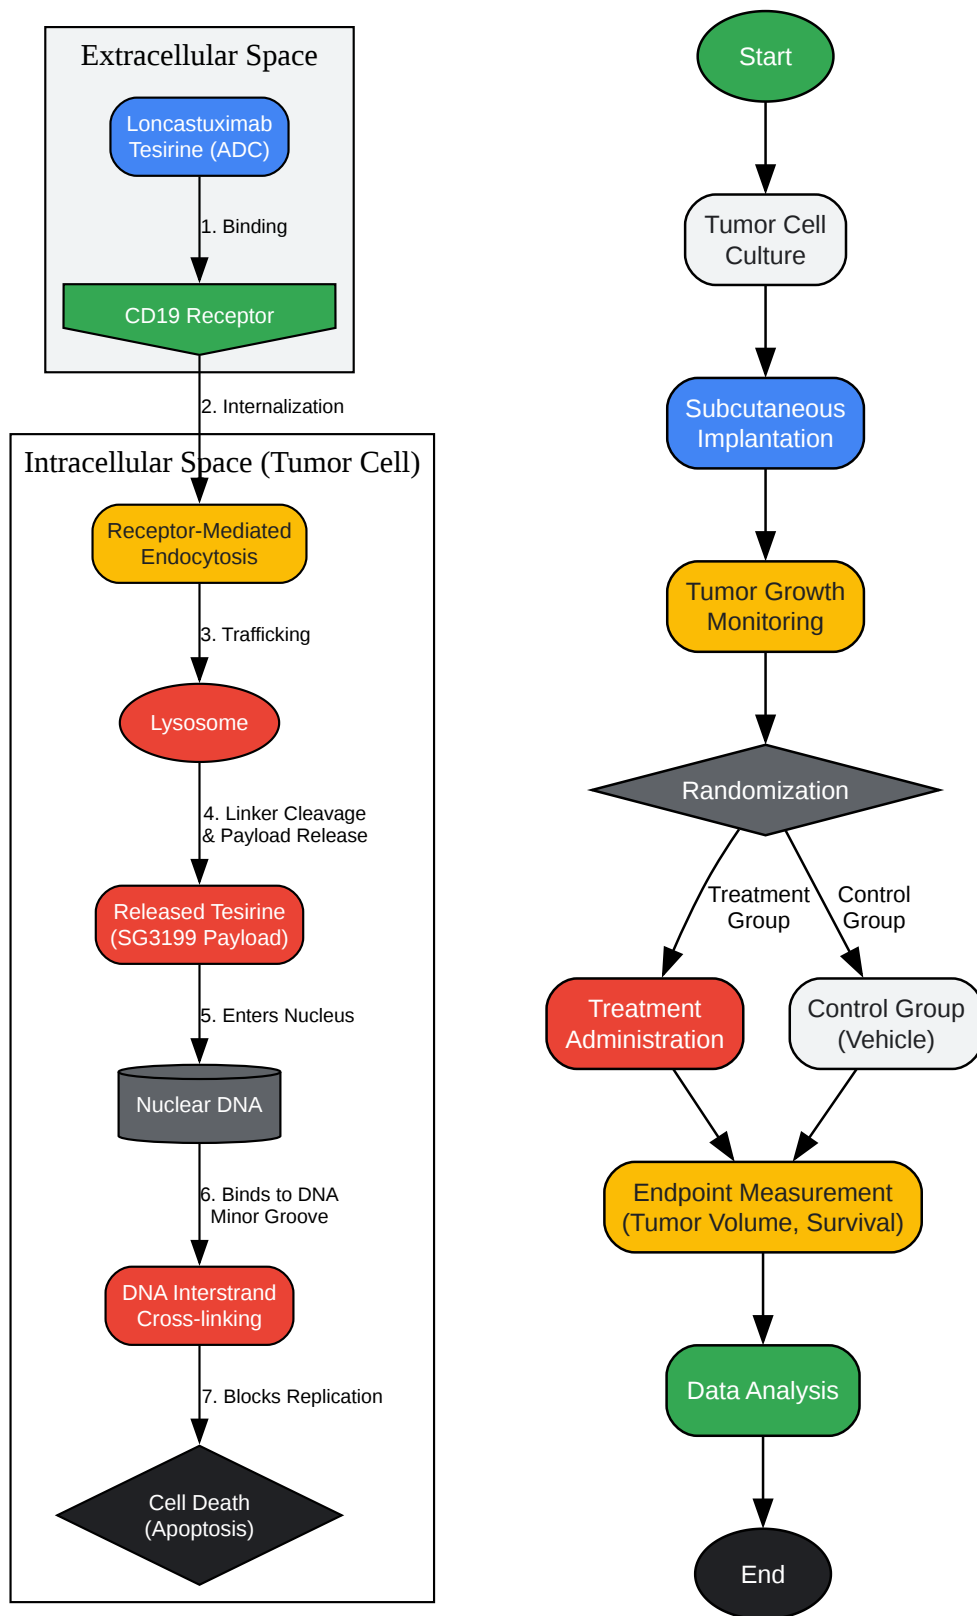 Extracellular Space
Loncastuximab
Tesirine (ADC)
1. Binding
CD19 Receptor
2. Internalization
Intracellular Space (Tumor Cell)
Receptor-Mediated
Endocytosis
3. Trafficking
Lysosome
4. Linker Cleavage
& Payload Release
Released Tesirine
(SG3199 Payload)
5. Enters Nucleus
Nuclear DNA
6. Binds to DNA
Minor Groove
DNA Interstrand
Cross-linking
7. Blocks Replication
Cell Death
(Apoptosis)
Start
Tumor Cell
Culture
Subcutaneous
Implantation
Tumor Growth
Monitoring
Randomization
Treatment
Group
Control
Group
Treatment
Administration
Control Group
(Vehicle)
Endpoint Measurement
(Tumor Volume, Survival)
Data Analysis
End